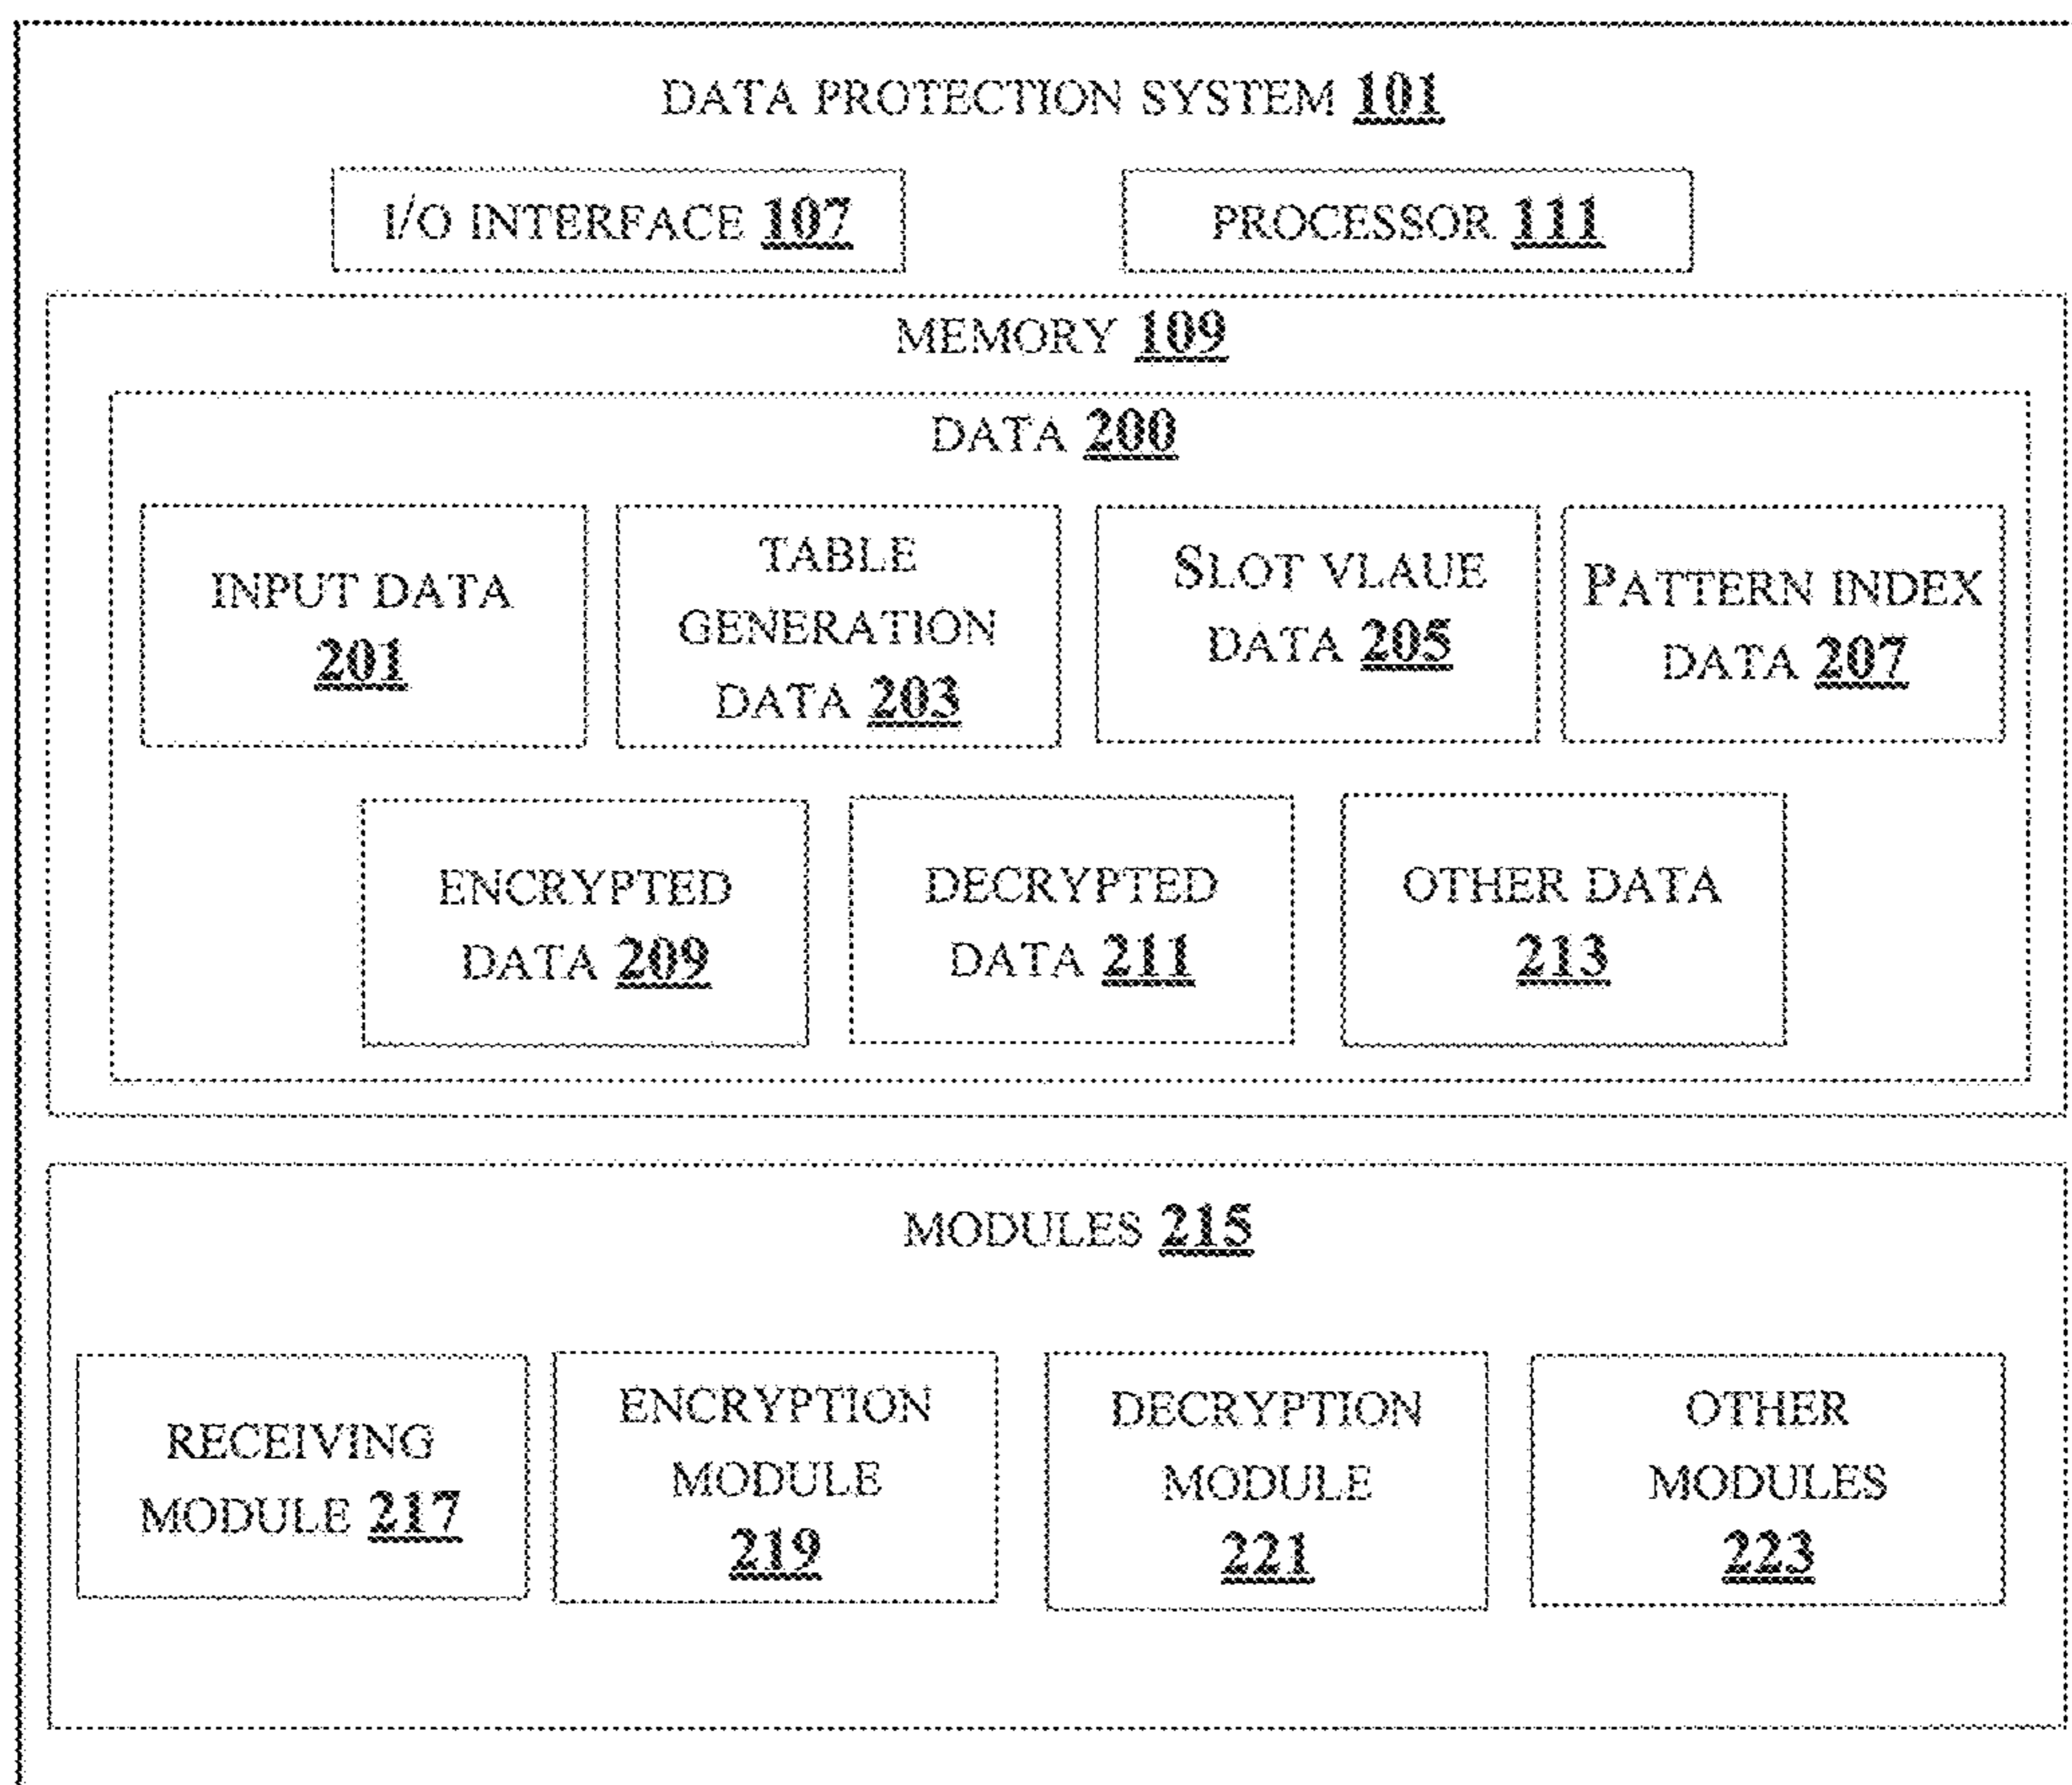 DATA PROTECTION SYSTEM 101
I/O INTERFACE 107
PROCESSOR 111
MEMORY 109
DATA 200
INPUT DATA
201
TABLE
GENERATION
DATA 203
SLOT VLAUE
DATA 205
PATTERN INDEX
DATA 207
ENCRYPTED
DATA 209
DECRYPTED
DATA 211
OTHER DATA
213
MODULES 215
RECEIVING
MODULE 217
ENCRYPTION
MODULE
219
DECRYPTION
MODULE
221
OTHER
MODULES
223